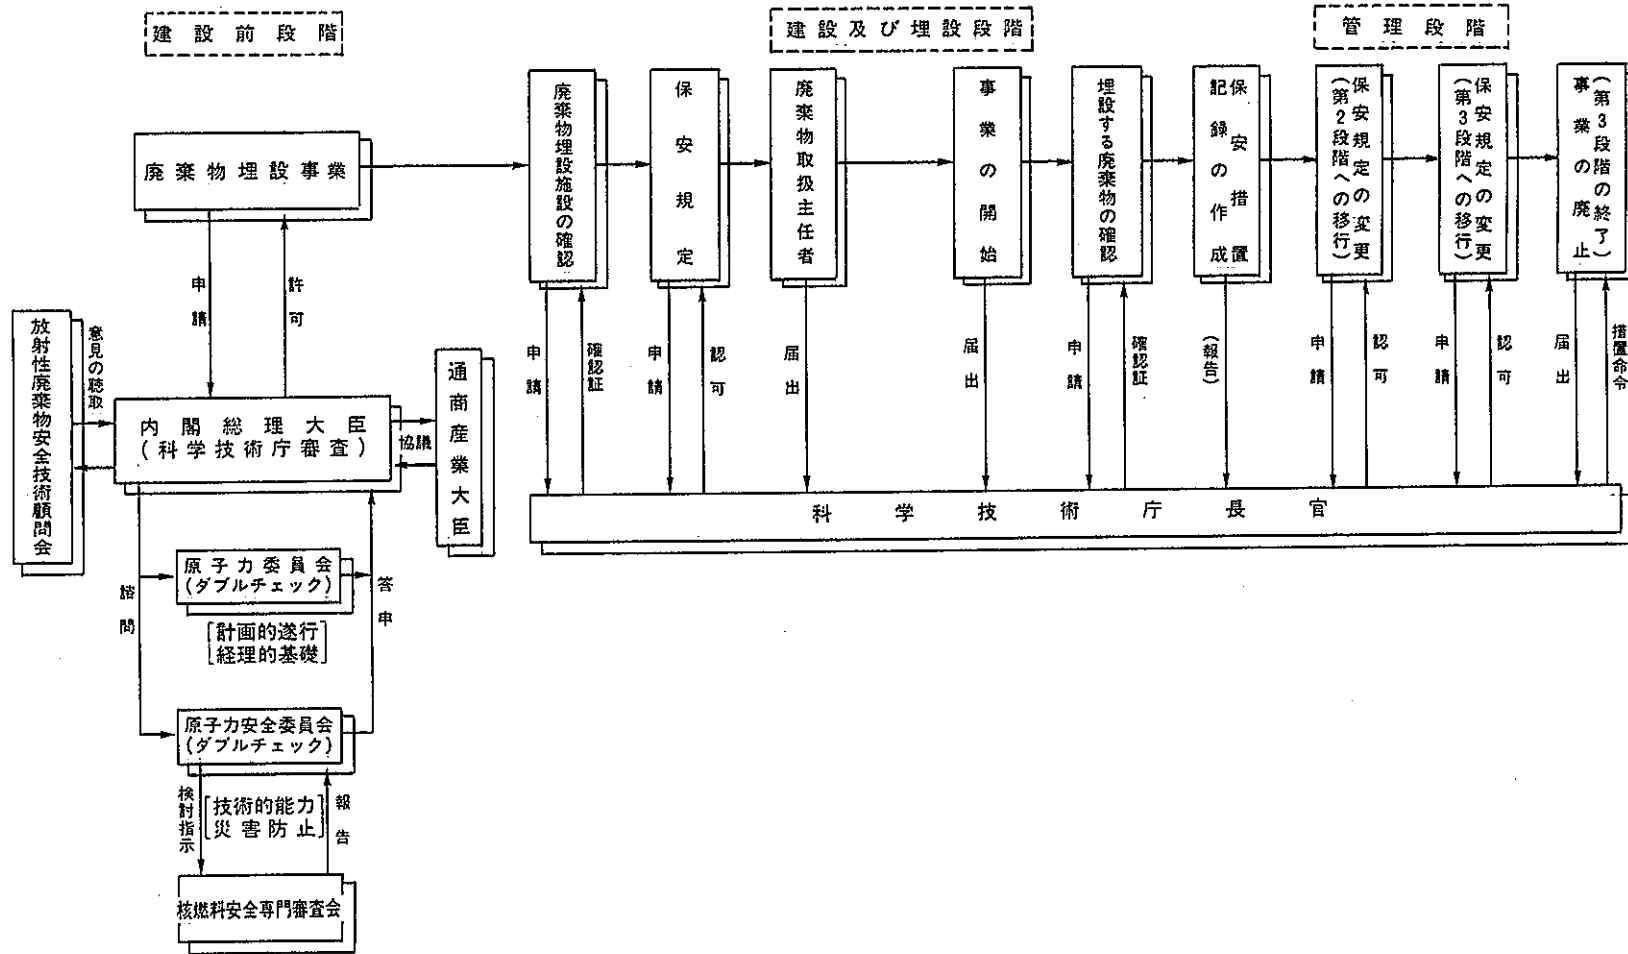 建設前段階
建設及び埋設段階
管理段階
廃棄物埋設事業
廃棄物埋設施設の確認
保安規定
廃棄物取扱主任者
事業の開始
埋設する廃棄物の確認
保安の措置
記録の作成
保安規定の変更
(第2段階への移行)
保安規定の変更
(第3段階への移行)
(第3段階の終了)
事業の廃止
申請
許可
申請
確認証
申請
認可
届出
届出
申請
確認証
(報告)
申請
認可
申請
認可
届出
措置命令
放射性廃棄物安全技術顧問会
意見の聴取
内閣総理大臣
(科学技術庁審査)
協議
通商産業大臣
科学技術庁長官
諮問
原子力委員会
(ダブルチェック)
答申
[計画的遂行]
[経理的基礎]
原子力安全委員会
(ダブルチェック)
検討指示
[技術的能力]
[災害防止]
報告
核燃料安全専門審査会